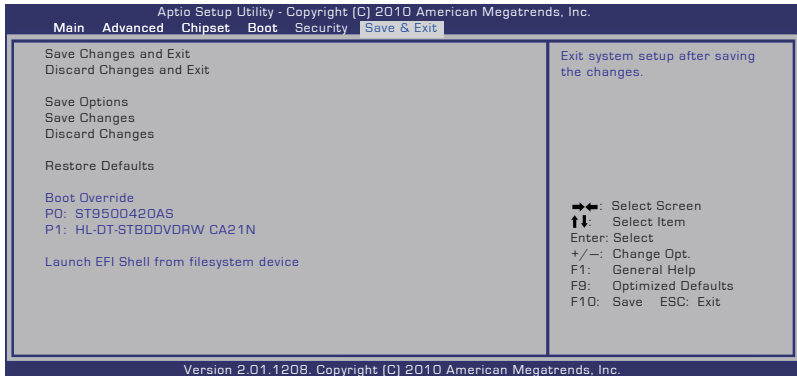 Aptio Setup Utility - Copyright (C) 2010 American Megatrends, Inc.
Main Advanced Chipset Boot Security Save & Exit
Save Changes and Exit
Discard Changes and Exit
Save Options
Save Changes
Discard Changes
Restore Defaults
Boot Override
P0: ST9500420AS
P1: HL-DT-STBDDVDRW CA21N
Launch EFI Shell from filesystem device
Exit system setup after saving
the changes.
→←: Select Screen
↑↓: Select Item
Enter: Select
+/—: Change Opt.
F1: General Help
F9: Optimized Defaults
F10: Save ESC: Exit
Version 2.01.1208. Copyright (C) 2010 American Megatrends, Inc.